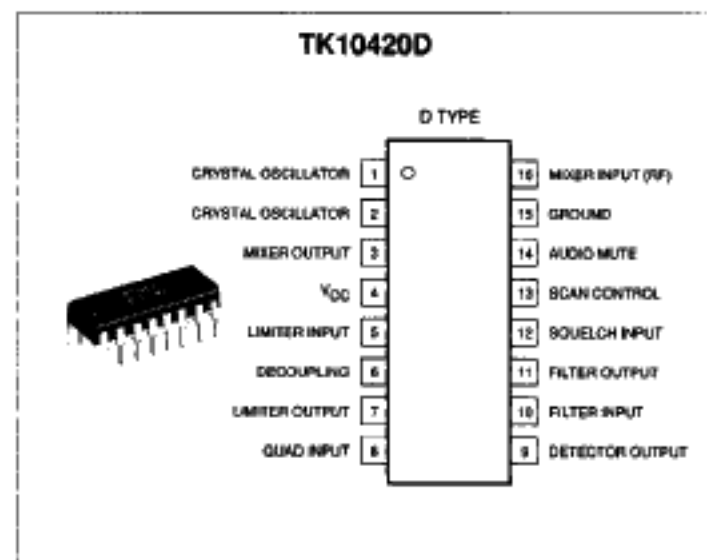 TK10420D
D TYPE
CRYSTAL OSCILLATOR 1
CRYSTAL OSCILLATOR 2
MIXER OUTPUT 3
VCC 4
LIMITER INPUT 5
DECOUPLING 6
LIMITER OUTPUT 7
QUAD INPUT 8
16 MIXER INPUT (RF)
15 GROUND
14 AUDIO MUTE
13 SCAN CONTROL
12 SQUELCH INPUT
11 FILTER OUTPUT
10 FILTER INPUT
9 DETECTOR OUTPUT